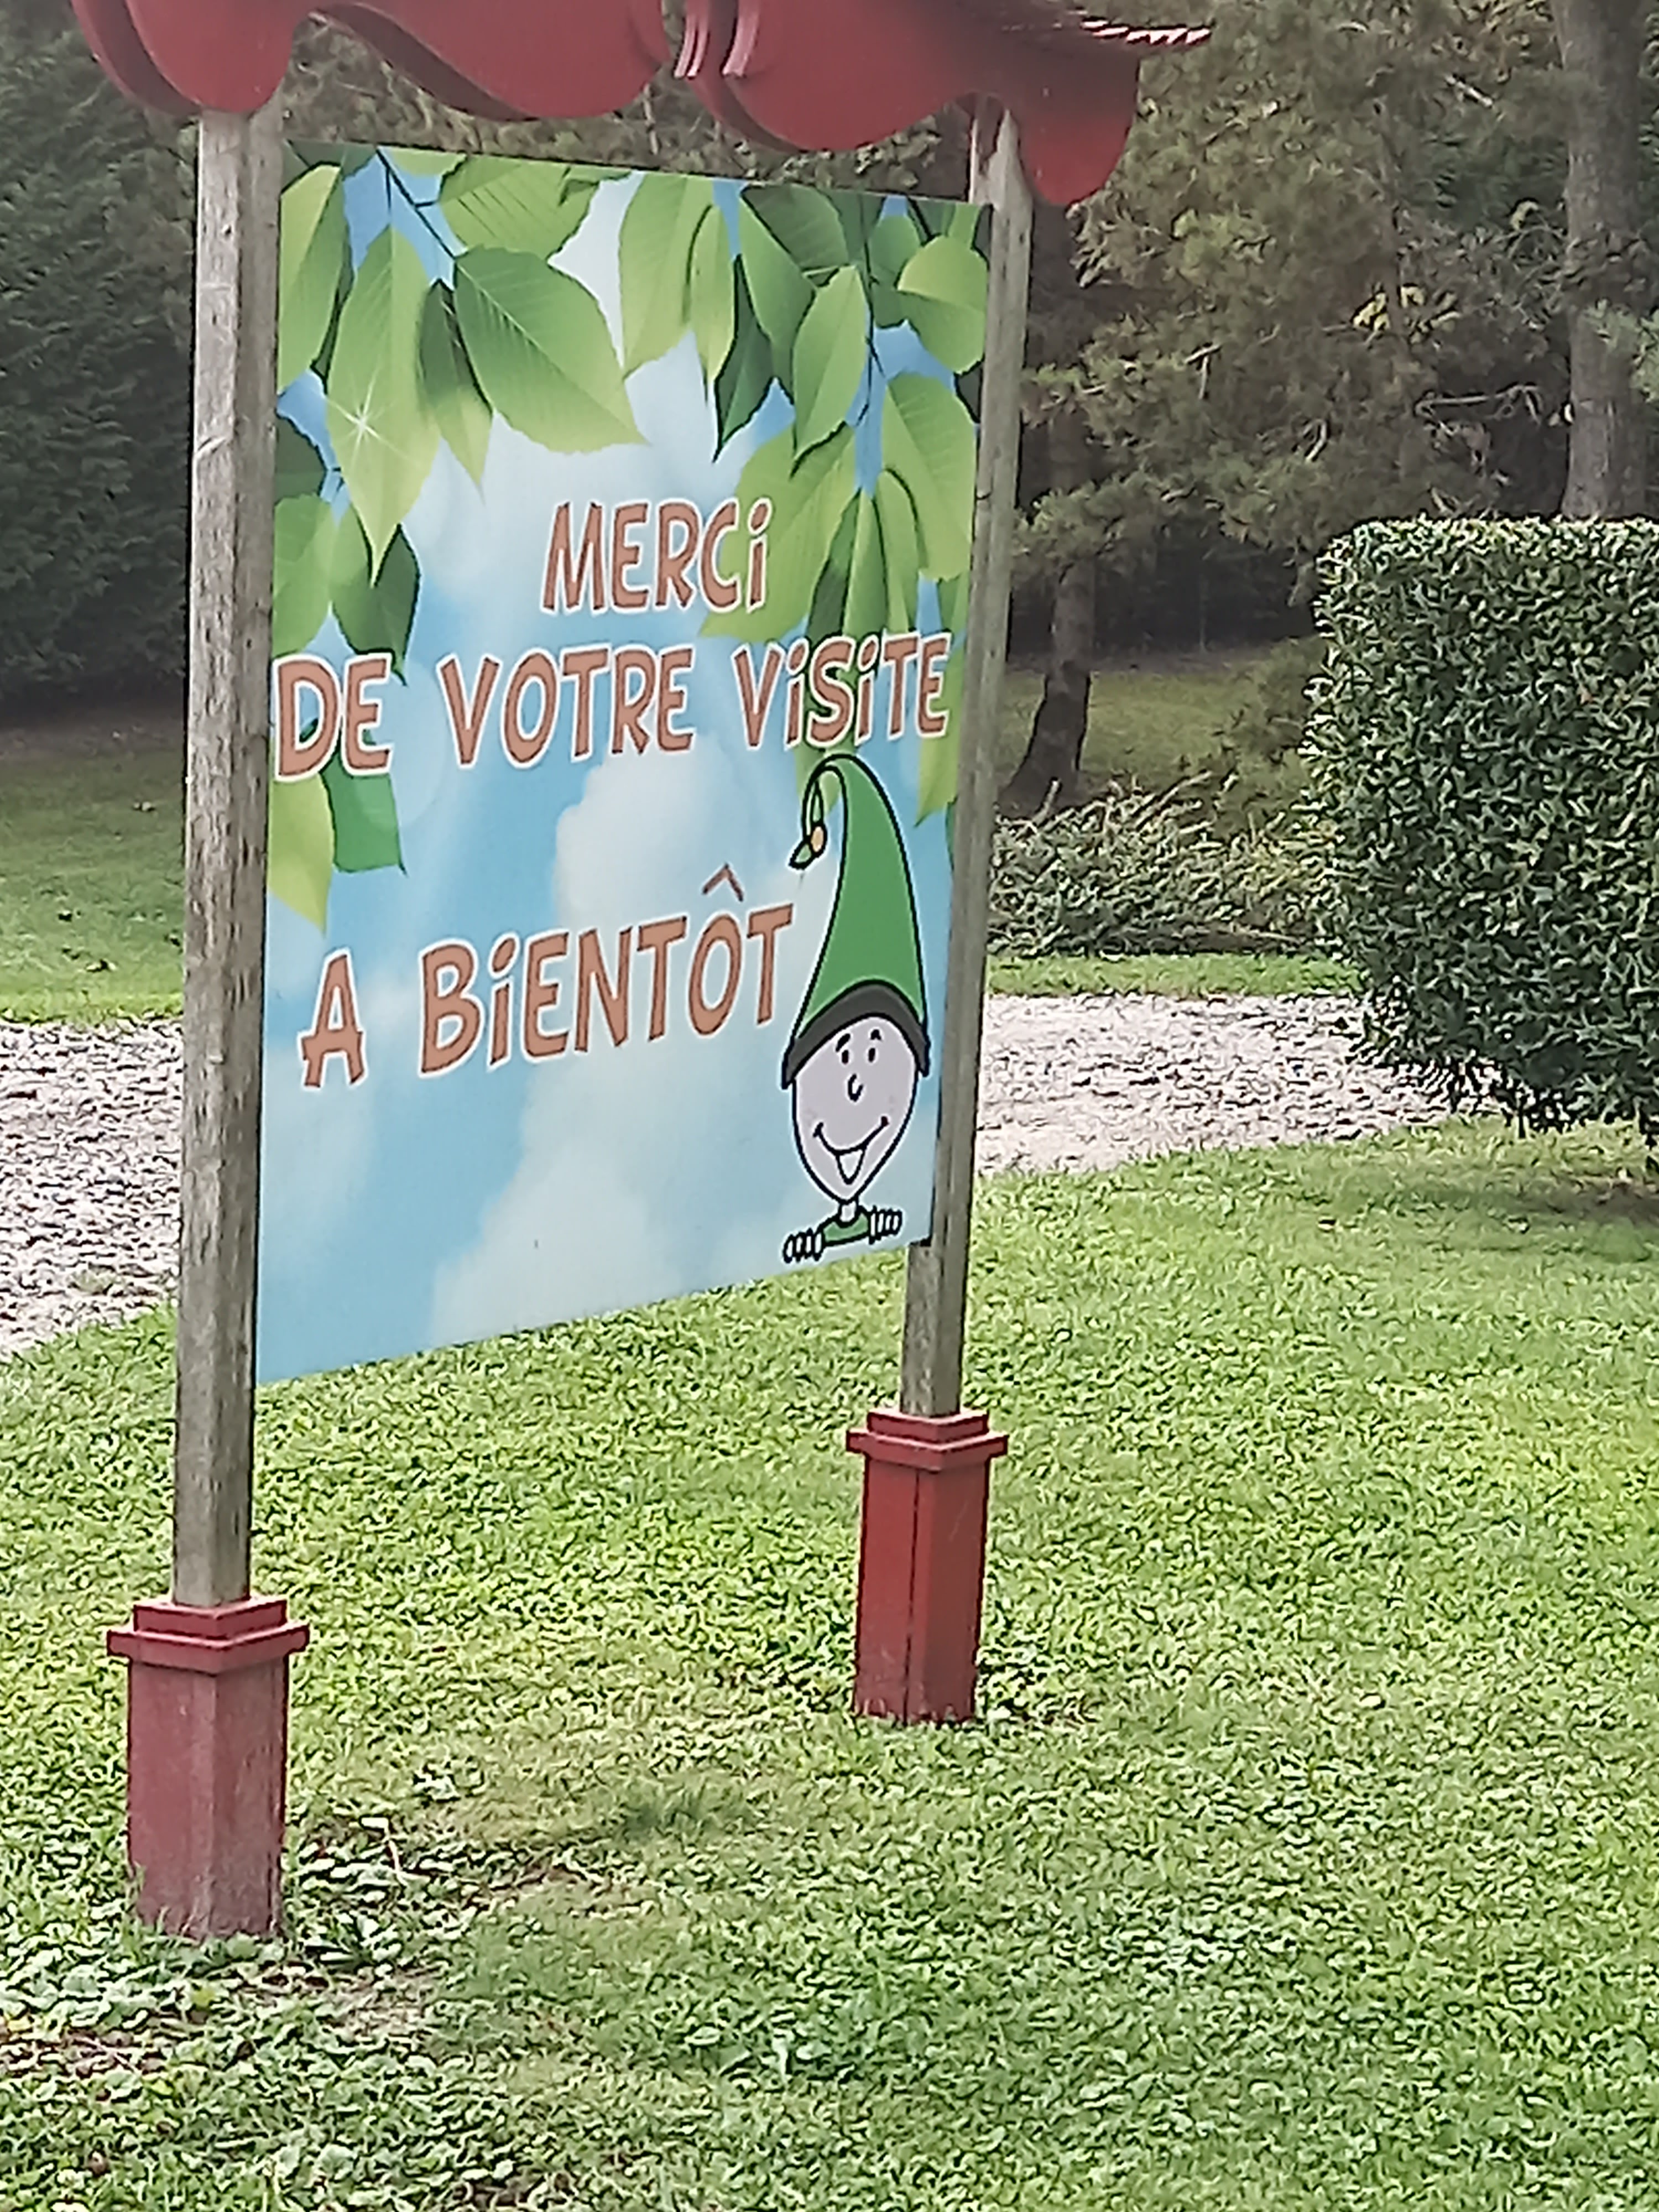 MERCi
DE VOTRE ViSiTE
A BiENTÔT